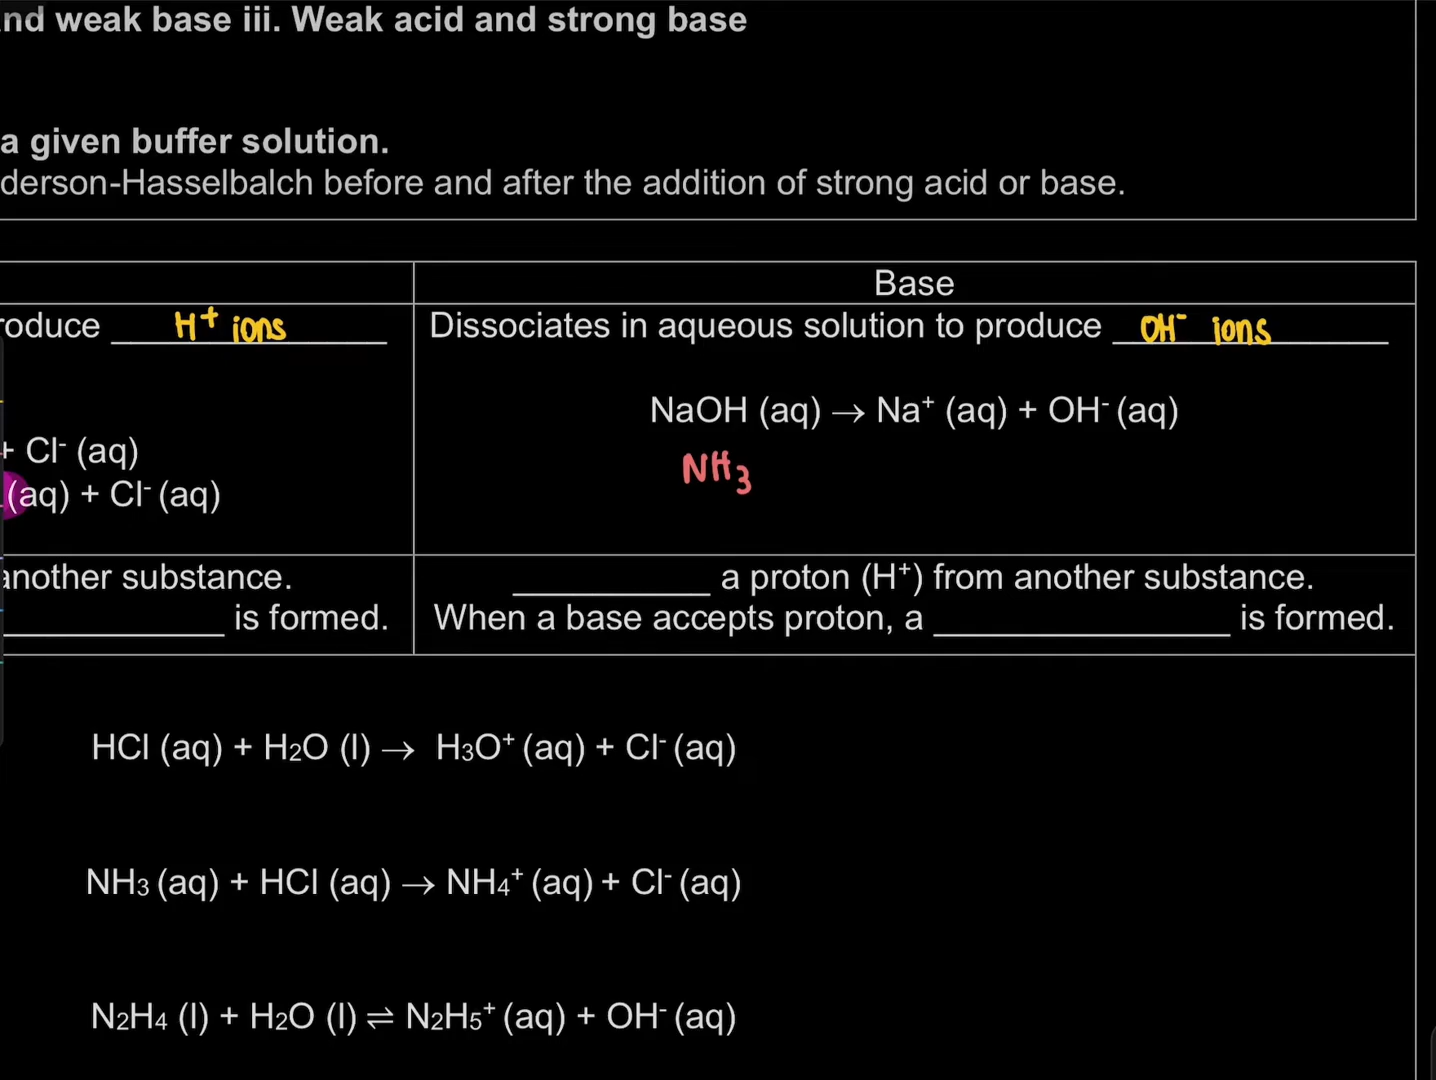 nd weak base iii. Weak acid and strong base
a given buffer solution.
derson-Hasselbalch before and after the addition of strong acid or base.
Base
roduce H⁺ ions
Dissociates in aqueous solution to produce OH⁻ ions
NaOH (aq) → Na⁺ (aq) + OH⁻ (aq)
+ Cl⁻ (aq)
NH₃
(aq) + Cl⁻ (aq)
another substance.
____ a proton (H⁺) from another substance.
____ is formed.
When a base accepts proton, a ____ is formed.
HCl (aq) + H₂O (l) → H₃O⁺ (aq) + Cl⁻ (aq)
NH₃ (aq) + HCl (aq) → NH₄⁺ (aq) + Cl⁻ (aq)
N₂H₄ (l) + H₂O (l) ⇌ N₂H₅⁺ (aq) + OH⁻ (aq)